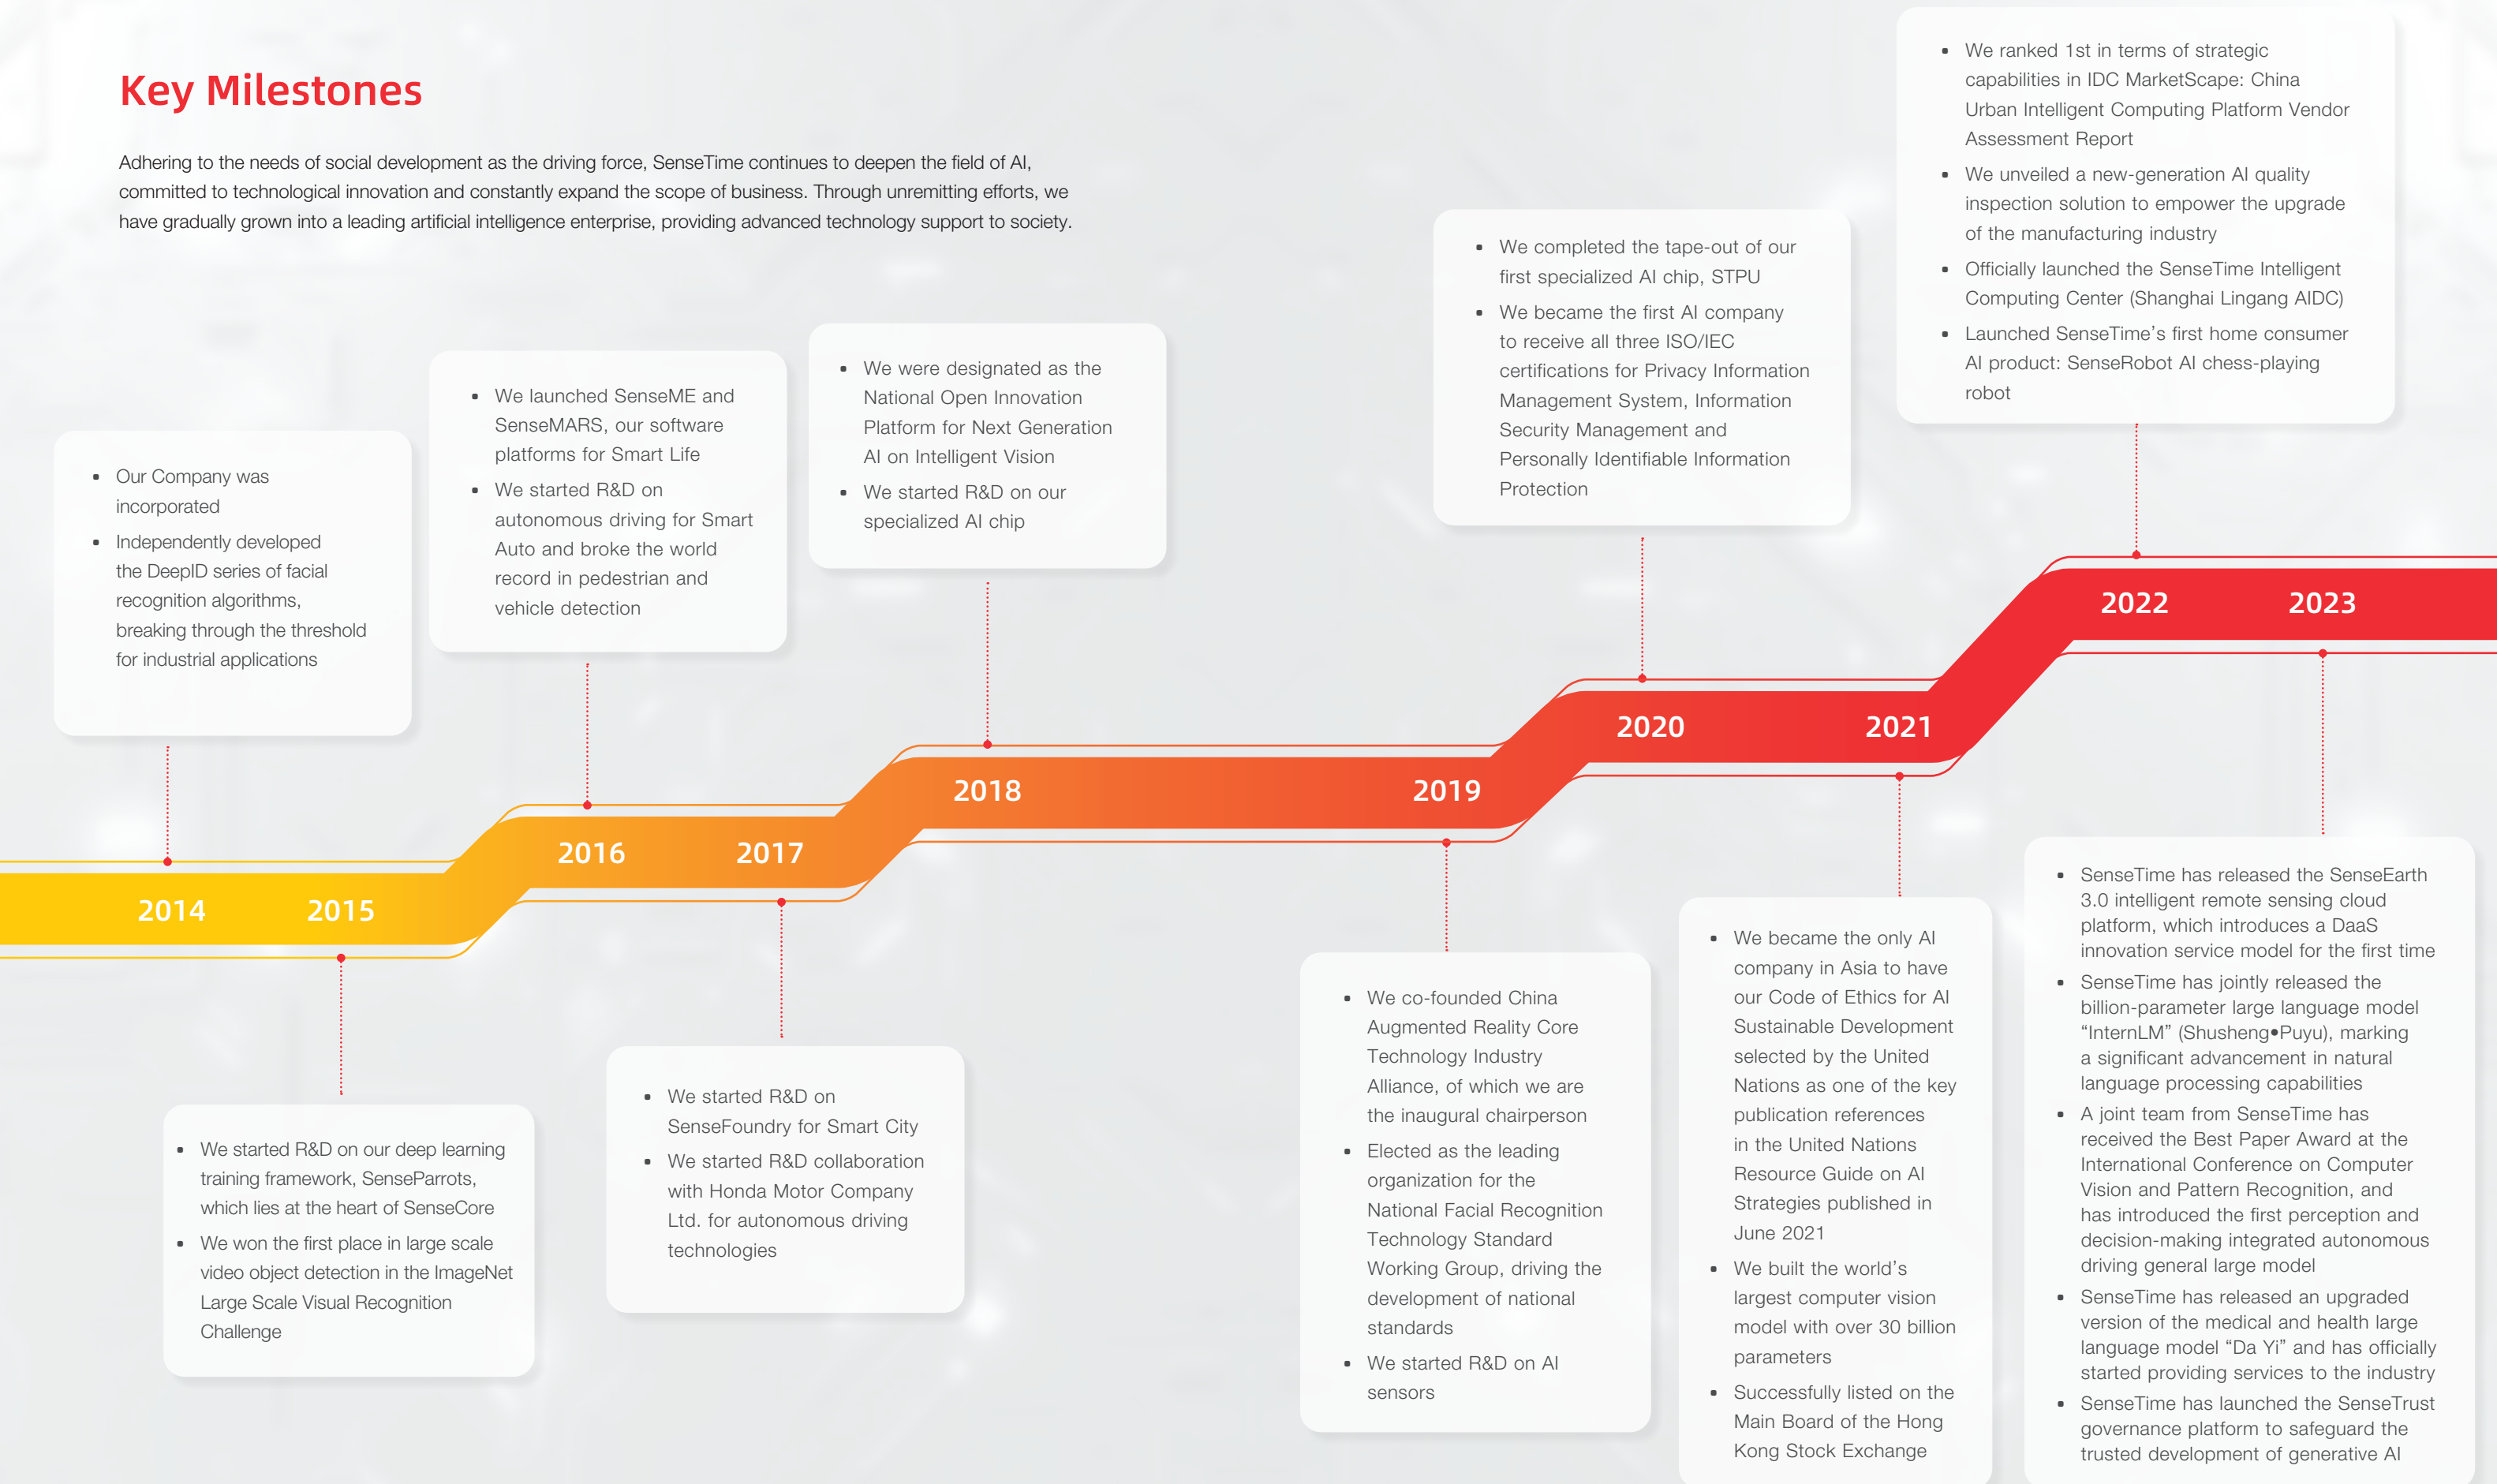 Key Milestones
Adhering to the needs of social development as the driving force, SenseTime continues to deepen the field of AI,
committed to technological innovation and constantly expand the scope of business. Through unremitting efforts, we
have gradually grown into a leading artificial intelligence enterprise, providing advanced technology support to society.
2014
• Our Company was
incorporated
• Independently developed
the DeepID series of facial
recognition algorithms,
breaking through the threshold
for industrial applications
2015
• We started R&D on our deep learning
training framework, SenseParrots,
which lies at the heart of SenseCore
• We won the first place in large scale
video object detection in the ImageNet
Large Scale Visual Recognition
Challenge
2016
• We launched SenseME and
SenseMARS, our software
platforms for Smart Life
• We started R&D on
autonomous driving for Smart
Auto and broke the world
record in pedestrian and
vehicle detection
2017
• We started R&D on
SenseFoundry for Smart City
• We started R&D collaboration
with Honda Motor Company
Ltd. for autonomous driving
technologies
2018
• We were designated as the
National Open Innovation
Platform for Next Generation
AI on Intelligent Vision
• We started R&D on our
specialized AI chip
2019
• We co-founded China
Augmented Reality Core
Technology Industry
Alliance, of which we are
the inaugural chairperson
• Elected as the leading
organization for the
National Facial Recognition
Technology Standard
Working Group, driving the
development of national
standards
• We started R&D on AI
sensors
2020
• We completed the tape-out of our
first specialized AI chip, STPU
• We became the first AI company
to receive all three ISO/IEC
certifications for Privacy Information
Management System, Information
Security Management and
Personally Identifiable Information
Protection
2021
• We became the only AI
company in Asia to have
our Code of Ethics for AI
Sustainable Development
selected by the United
Nations as one of the key
publication references
in the United Nations
Resource Guide on AI
Strategies published in
June 2021
• We built the world's
largest computer vision
model with over 30 billion
parameters
• Successfully listed on the
Main Board of the Hong
Kong Stock Exchange
2022
• We ranked 1st in terms of strategic
capabilities in IDC MarketScape: China
Urban Intelligent Computing Platform Vendor
Assessment Report
• We unveiled a new-generation AI quality
inspection solution to empower the upgrade
of the manufacturing industry
• Officially launched the SenseTime Intelligent
Computing Center (Shanghai Lingang AIDC)
• Launched SenseTime's first home consumer
AI product: SenseRobot AI chess-playing
robot
2023
• SenseTime has released the SenseEarth
3.0 intelligent remote sensing cloud
platform, which introduces a DaaS
innovation service model for the first time
• SenseTime has jointly released the
billion-parameter large language model
“InternLM” (Shusheng•Puyu), marking
a significant advancement in natural
language processing capabilities
• A joint team from SenseTime has
received the Best Paper Award at the
International Conference on Computer
Vision and Pattern Recognition, and
has introduced the first perception and
decision-making integrated autonomous
driving general large model
• SenseTime has released an upgraded
version of the medical and health large
language model “Da Yi” and has officially
started providing services to the industry
• SenseTime has launched the SenseTrust
governance platform to safeguard the
trusted development of generative AI